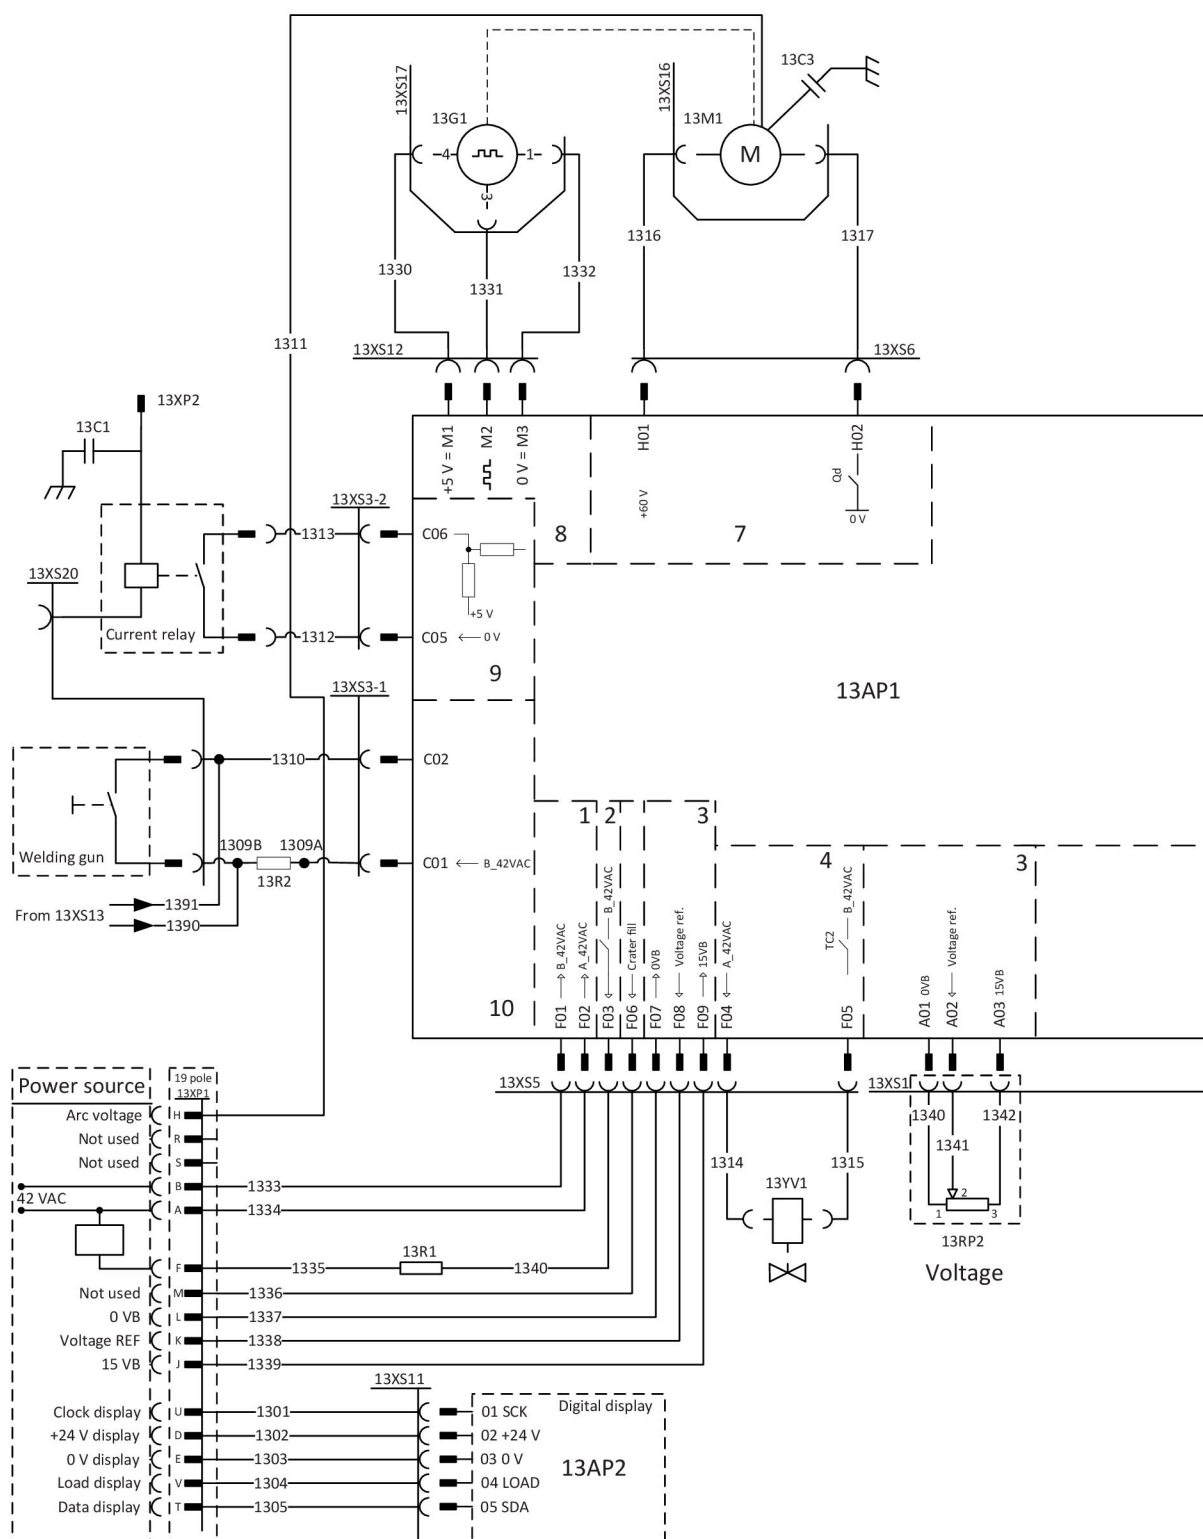 13C3
13XS17
13XS16
13G1
13M1
4
1
3
M
1316
1317
1330
1331
1332
1311
13XS12
13XS6
13XP2
13C1
+5 V = M1
M2
0 V = M3
H01
+60 V
H02
Qd
0 V
13XS3-2
1313
C06
8
7
13XS20
+5 V
Current relay
1312
C05
0 V
9
13XS3-1
13AP1
1310
C02
1
2
3
1309B
1309A
Welding gun
C01
B_42VAC
4
3
13R2
1391
From 13XS13
1390
10
F01
B_42VAC
F02
A_42VAC
F03
B_42VAC
F06
Crater fill
F07
0VB
F08
Voltage ref.
F09
15VB
F04
A_42VAC
F05
TC2
B_42VAC
A01 0VB
A02
Voltage ref.
A03 15VB
Power source
19 pole
13XP1
13XS5
13XS1
Arc voltage
H
1340
1342
Not used
R
1341
Not used
S
1314
1315
B
1333
13YV1
42 VAC
A
1334
1
2
3
13RP2
F
1335
13R1
1340
Voltage
Not used
M
1336
0 VB
L
1337
Voltage REF
K
1338
15 VB
J
1339
13XS11
Clock display
U
1301
01 SCK
Digital display
+24 V display
D
1302
02 +24 V
0 V display
E
1303
03 0 V
13AP2
Load display
V
1304
04 LOAD
Data display
T
1305
05 SDA